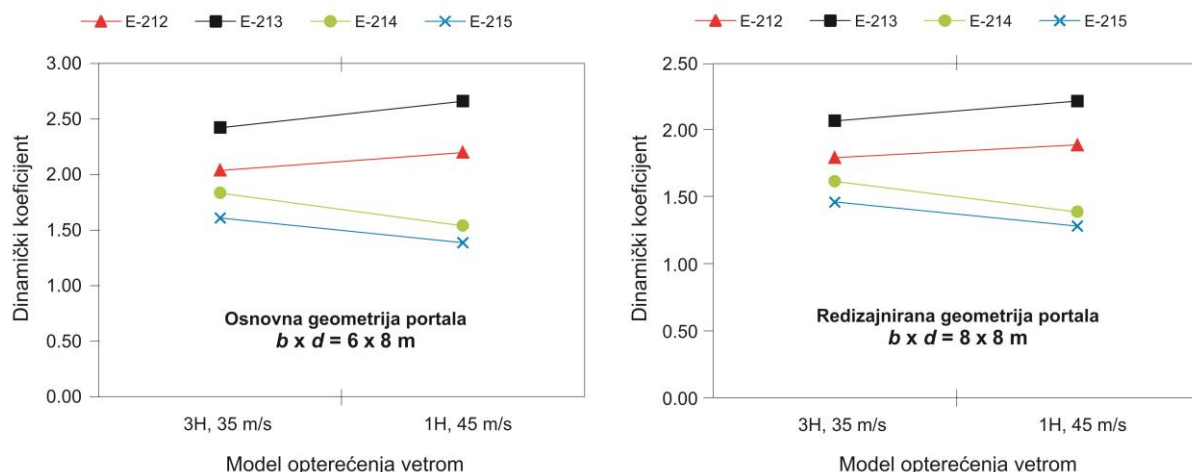 E-212 E-213 E-214 E-215
Dinamički koeficijent
3.00
2.50
2.00
1.50
1.00
0.50
0.00
Osnovna geometrija portala
b x d = 6 x 8 m
3H, 35 m/s 1H, 45 m/s
Model opterećenja vetrom
E-212 E-213 E-214 E-215
Dinamički koeficijent
2.50
2.00
1.50
1.00
0.50
0.00
Redizajnirana geometrija portala
b x d = 8 x 8 m
3H, 35 m/s 1H, 45 m/s
Model opterećenja vetrom